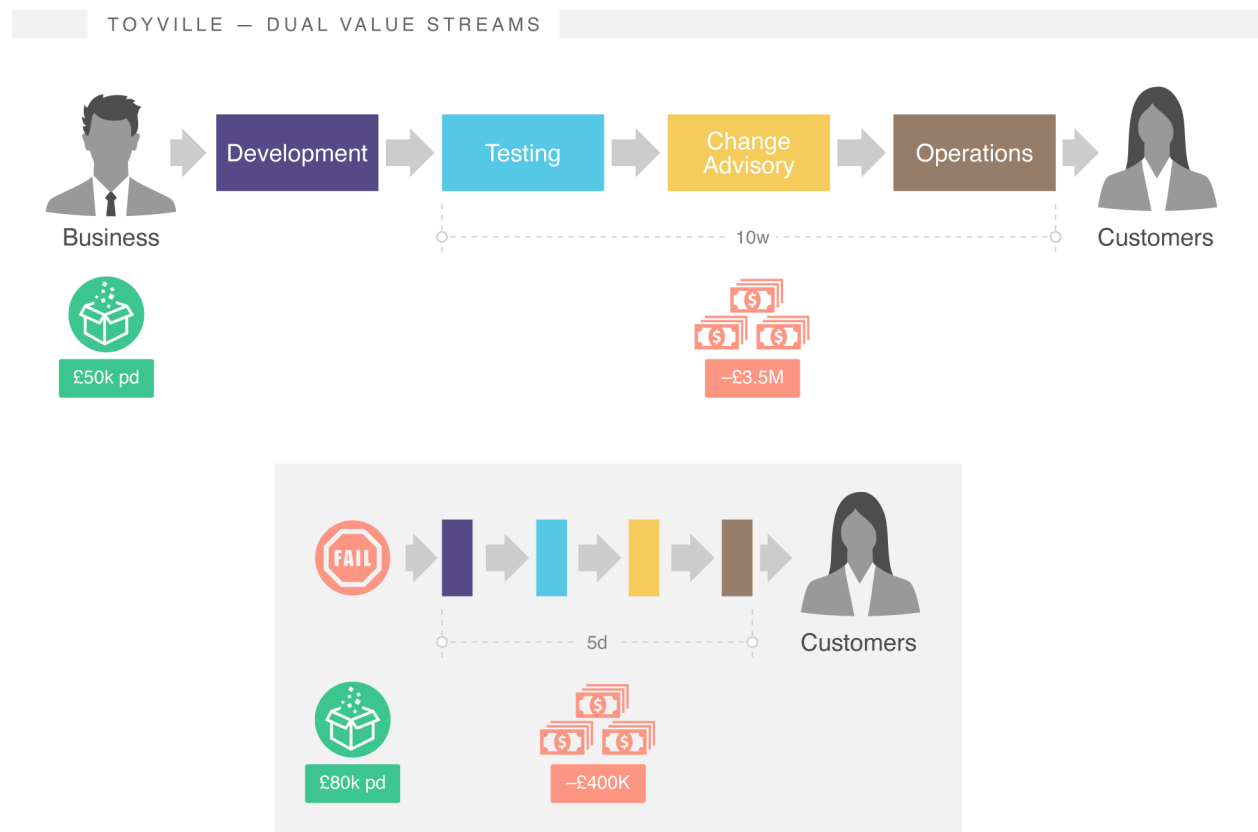 TOYVILLE — DUAL VALUE STREAMS
Development
Testing
Change
Advisory
Operations
Business
10w
Customers
£50k pd
–£3.5M
FAIL
5d
Customers
£80k pd
–£400K